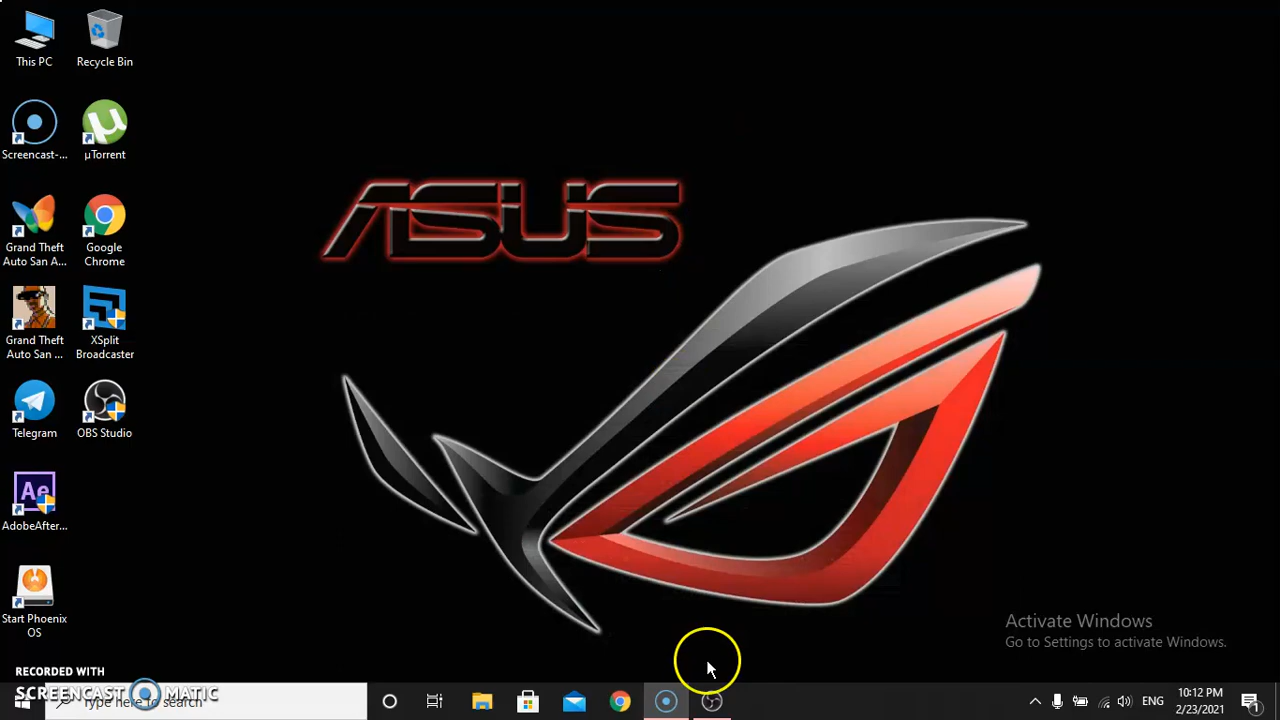 This PC
Recycle Bin
Screencast-...
µTorrent
Grand Theft
Auto San A...
Google
Chrome
Grand Theft
Auto San ...
XSplit
Broadcaster
Telegram
OBS Studio
Ae
AdobeAfter...
Start Phoenix
OS
ASUS
Activate Windows
Go to Settings to activate Windows.
RECORDED WITH
SCREENCAST MATIC
Type here to search
ENG
10:12 PM
2/23/2021
1